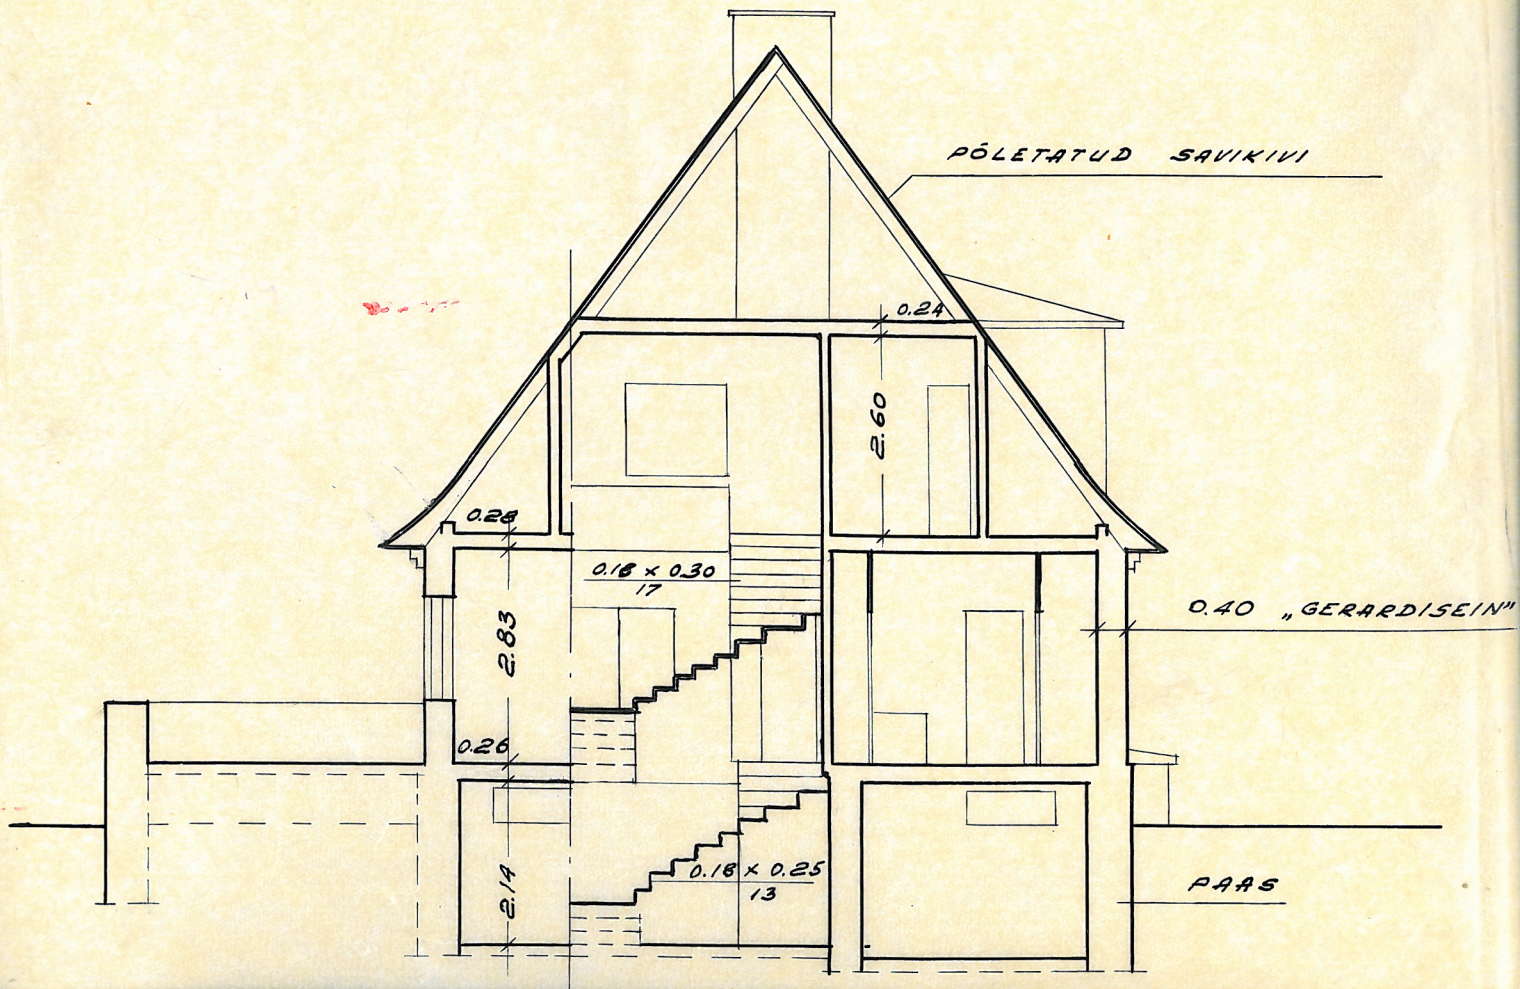 PÕLETATUD SAVIKIVI
0.24
2.60
0.28
0.18 x 0.30
17
0.40 „GERARDISEIN”
2.83
0.26
0.18 x 0.25
13
2.14
PAAS